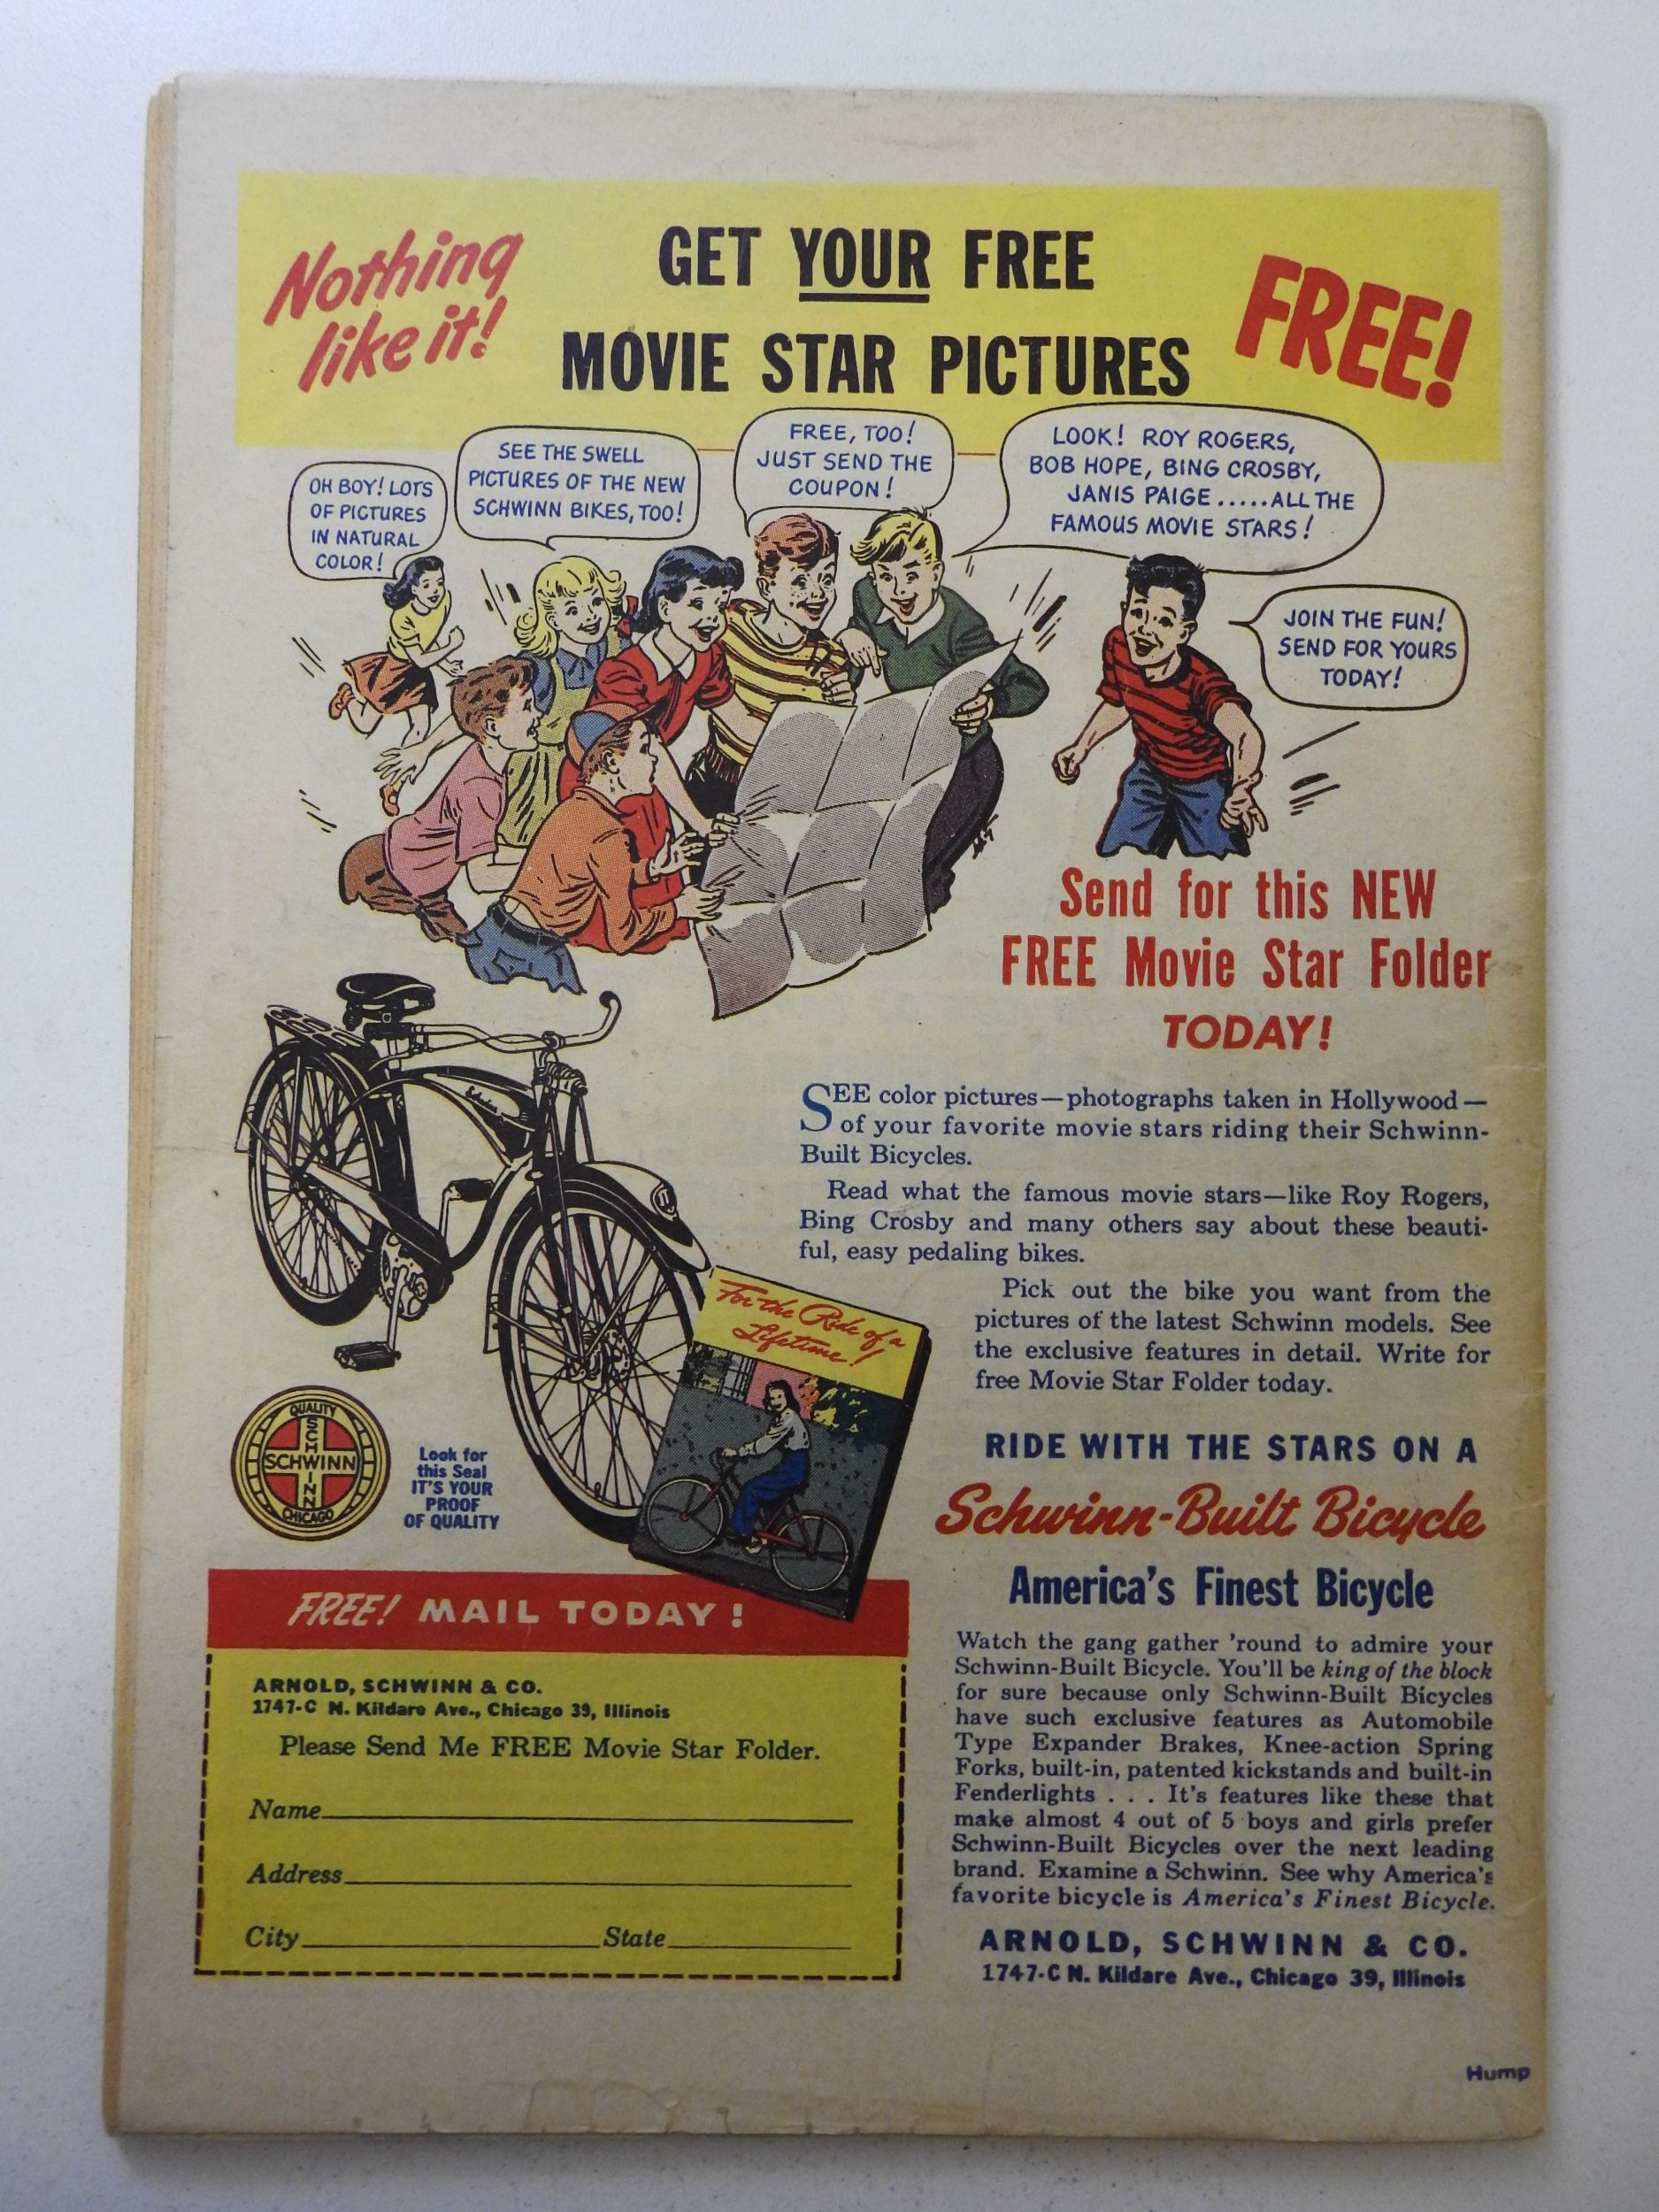 Nothing
like it!
GET YOUR FREE
MOVIE STAR PICTURES
FREE!
OH BOY! LOTS
OF PICTURES
IN NATURAL
COLOR!
SEE THE SWELL
PICTURES OF THE NEW
SCHWINN BIKES, TOO!
FREE, TOO!
JUST SEND THE
COUPON!
LOOK! ROY ROGERS,
BOB HOPE, BING CROSBY,
JANIS PAIGE.....ALL THE
FAMOUS MOVIE STARS!
JOIN THE FUN!
SEND FOR YOURS
TODAY!
Send for this NEW
FREE Movie Star Folder
TODAY!
SEE color pictures—photographs taken in Hollywood—
of your favorite movie stars riding their Schwinn-
Built Bicycles.
Read what the famous movie stars—like Roy Rogers,
Bing Crosby and many others say about these beauti-
ful, easy pedaling bikes.
Pick out the bike you want from the
pictures of the latest Schwinn models. See
the exclusive features in detail. Write for
free Movie Star Folder today.
Schwinn
For the Ride of a
Lifetime!
QUALITY
SCHWINN
SCHWINN
CHICAGO
Look for
this Seal
IT'S YOUR
PROOF
OF QUALITY
RIDE WITH THE STARS ON A
Schwinn-Built Bicycle
America's Finest Bicycle
Watch the gang gather 'round to admire your
Schwinn-Built Bicycle. You'll be king of the block
for sure because only Schwinn-Built Bicycles
have such exclusive features as Automobile
Type Expander Brakes, Knee-action Spring
Forks, built-in, patented kickstands and built-in
Fenderlights . . . It's features like these that
make almost 4 out of 5 boys and girls prefer
Schwinn-Built Bicycles over the next leading
brand. Examine a Schwinn. See why America's
favorite bicycle is America's Finest Bicycle.
ARNOLD, SCHWINN & CO.
1747-C N. Kildare Ave., Chicago 39, Illinois
FREE! MAIL TODAY!
ARNOLD, SCHWINN & CO.
1747-C N. Kildare Ave., Chicago 39, Illinois
Please Send Me FREE Movie Star Folder.
Name
Address
City State
Hump